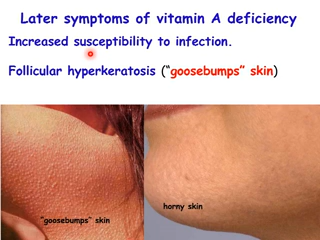 Later symptoms of vitamin A deficiency
Increased susceptibility to infection.
Follicular hyperkeratosis (“goosebumps” skin)
horny skin
“goosebumps” skin